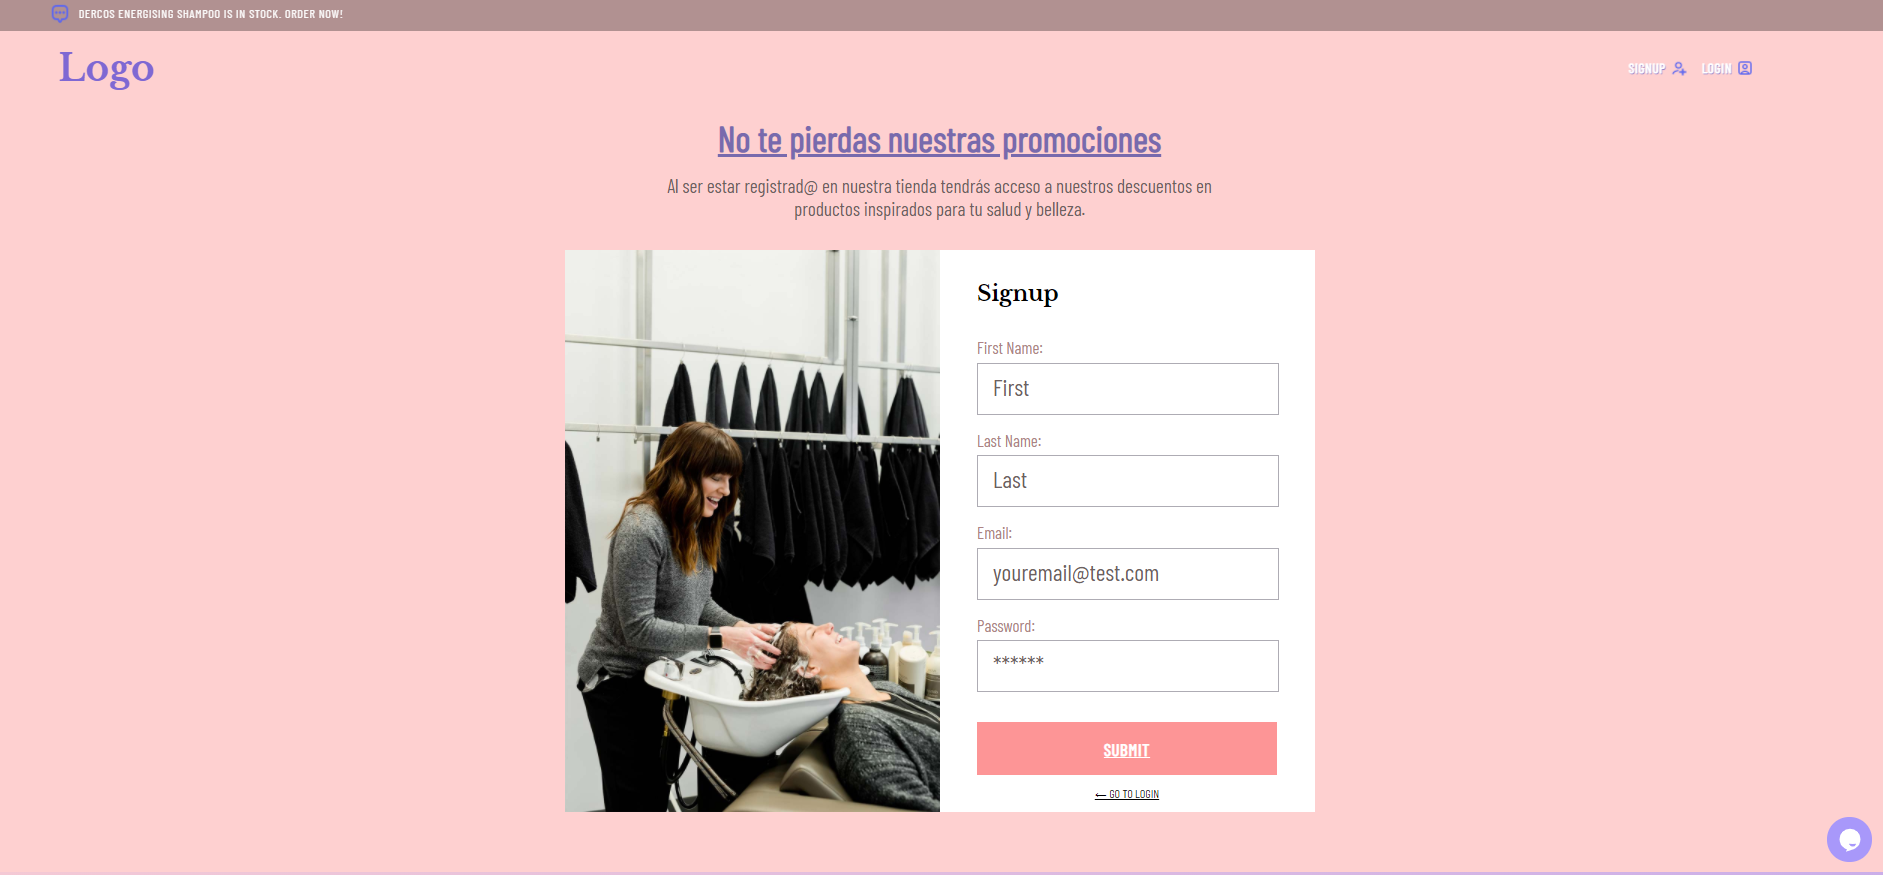 DERCOS ENERGISING SHAMPOO IS IN STOCK. ORDER NOW!
Logo
SIGNUP
LOGIN
No te pierdas nuestras promociones
Al ser estar registrad@ en nuestra tienda tendrás acceso a nuestros descuentos en
productos inspirados para tu salud y belleza.
Signup
First Name:
First
Last Name:
Last
Email:
youremail@test.com
Password:
******
SUBMIT
⟵ GO TO LOGIN